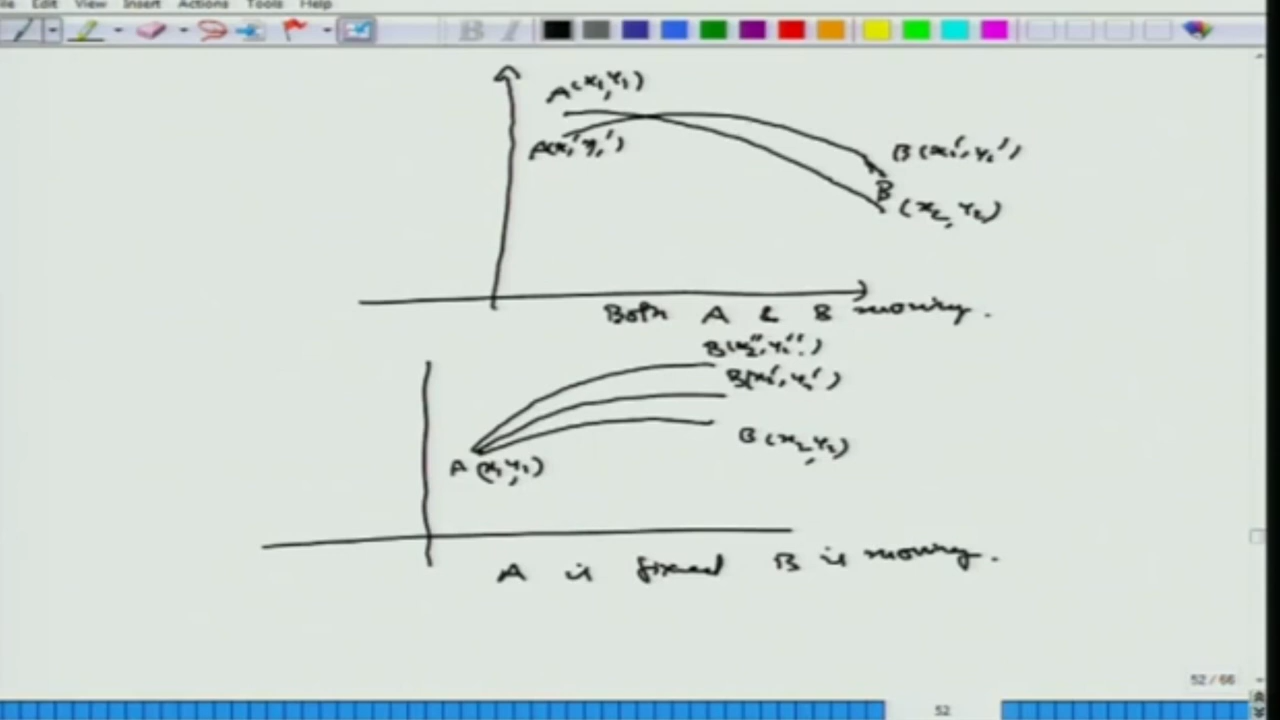 File Edit View Insert Actions Tools Help
A(x₁,y₁)
A(x₁',y₁')
B(x₂',y₂')
B
(x₂,y₂)
Both A & B moving.
B(x₂'',y₂'')
B(x₂',y₂')
B(x₂,y₂)
A(x₁,y₁)
A is fixed B is moving.
52 / 66
52